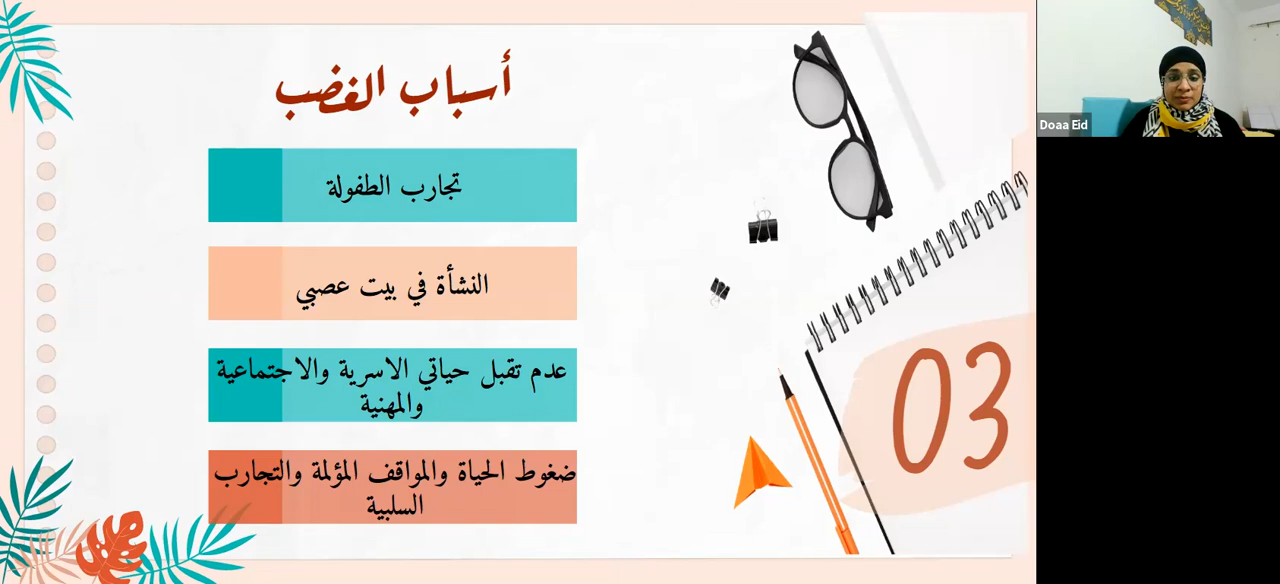 أسباب الغضب
تجارب الطفولة
النشأة في بيت عصبي
عدم تقبل حياتي الاسرية والاجتماعية
والمهنية
ضغوط الحياة والمواقف المؤلمة والتجارب
السلبية
03
Doaa Eid